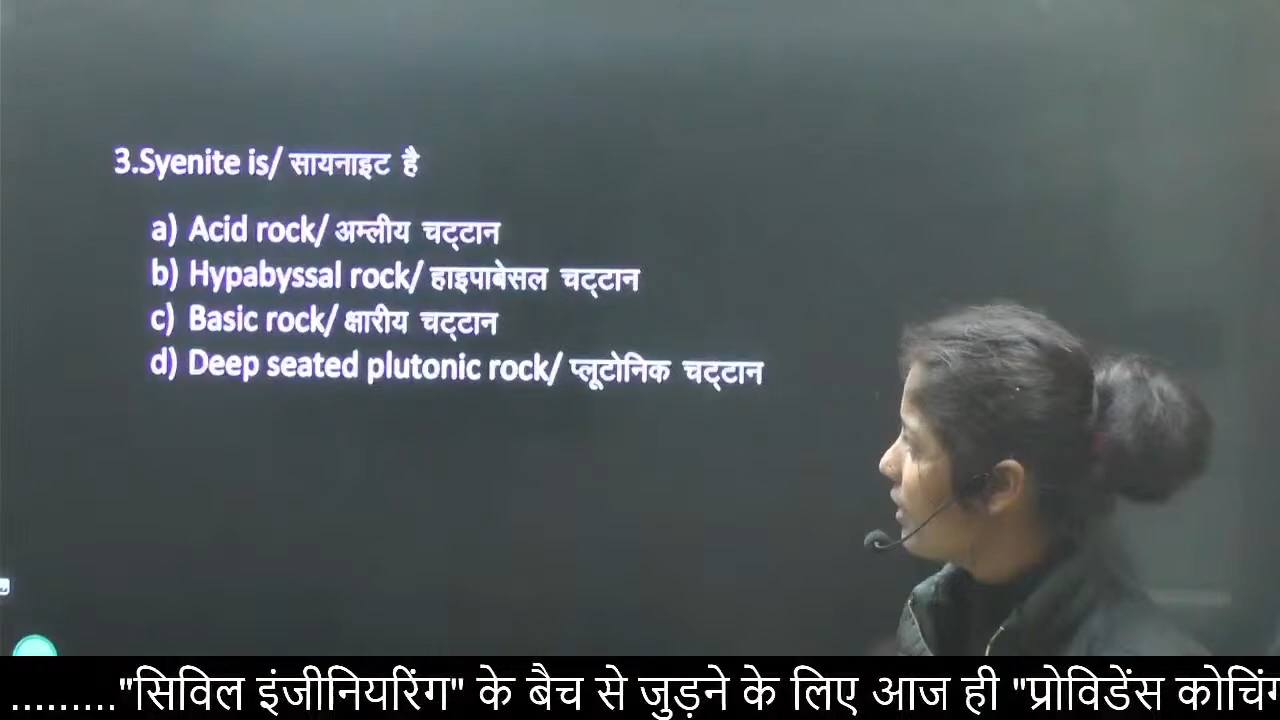 3.Syenite is/ सायनाइट है
a) Acid rock/ अम्लीय चट्टान
b) Hypabyssal rock/ हाइपाबेसल चट्टान
c) Basic rock/ क्षारीय चट्टान
d) Deep seated plutonic rock/ प्लूटोनिक चट्टान
........."सिविल इंजीनियरिंग" के बैच से जुड़ने के लिए आज ही "प्रोविडेंस कोचिंग